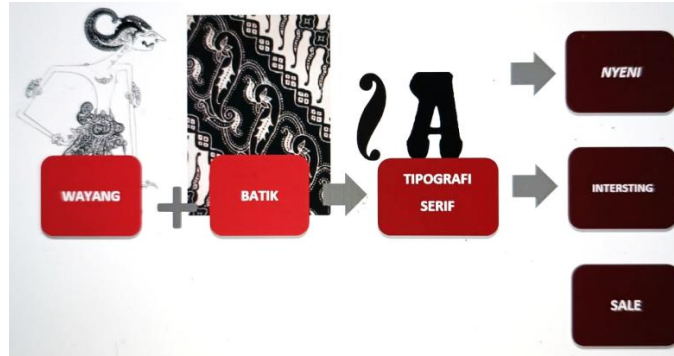 WAYANG
BATIK
TIPOGRAFI
SERIF
A
NYENI
INTERSTING
SALE